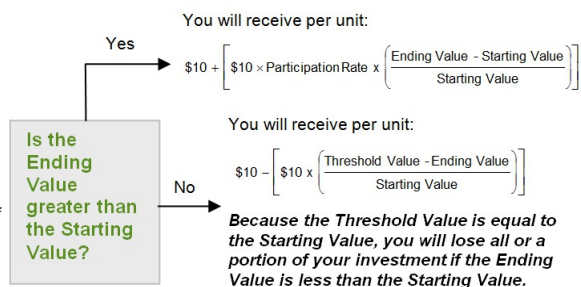 You will receive per unit:
Yes
$10 + [$10 × Participation Rate x (Ending Value - Starting Value / Starting Value)]
You will receive per unit:
Is the
Ending
Value
greater than
the Starting
Value?
No
$10 – [$10 x (Threshold Value - Ending Value / Starting Value)]
Because the Threshold Value is equal to
the Starting Value, you will lose all or a
portion of your investment if the Ending
Value is less than the Starting Value.